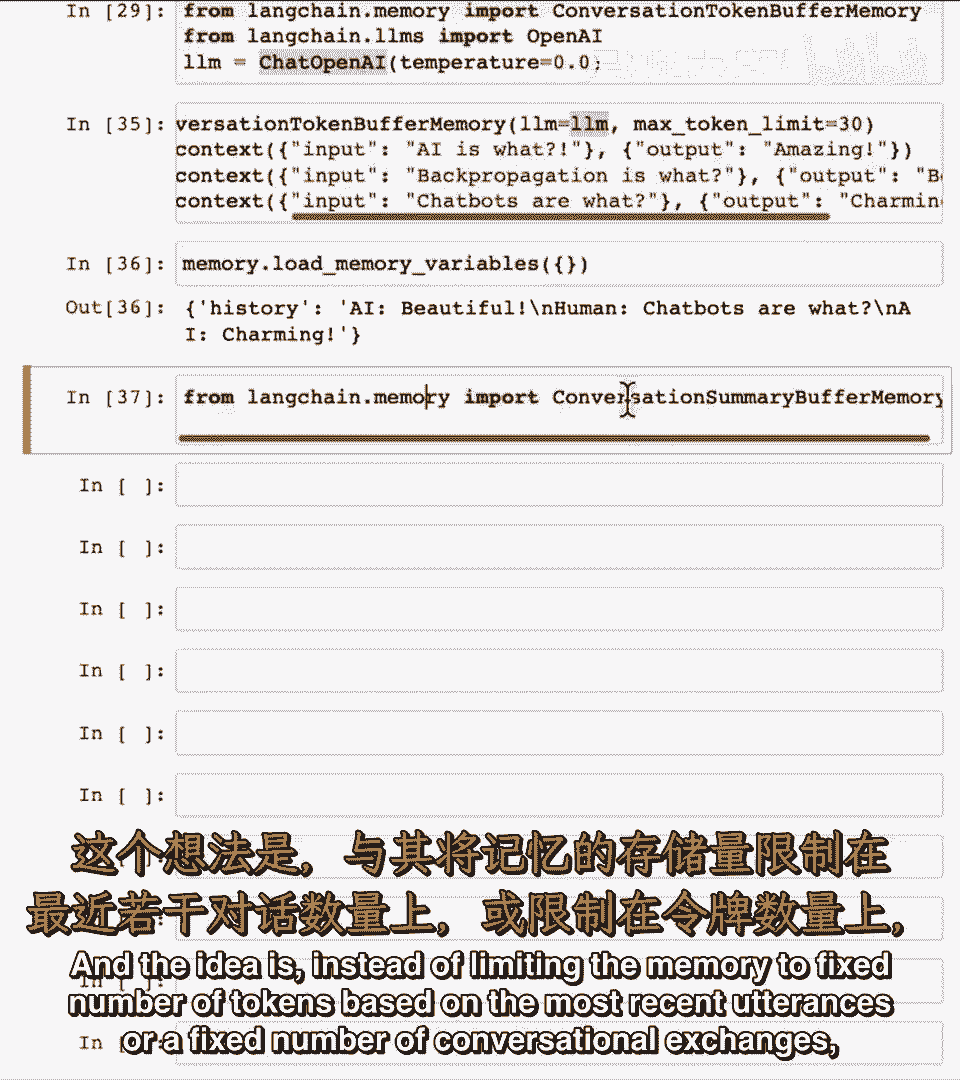 In [29]: from langchain.memory import ConversationTokenBufferMemory
from langchain.llms import OpenAI
llm = ChatOpenAI(temperature=0.0;
In [35]: versationTokenBufferMemory(llm=llm, max_token_limit=30)
context({"input": "AI is what?!"}, {"output": "Amazing!"})
context({"input": "Backpropagation is what?"}, {"output": "B
context({"input": "Chatbots are what?"}, {"output": "Charmin
In [36]: memory.load_memory_variables({})
Out[36]: {'history': 'AI: Beautiful!\nHuman: Chatbots are what?\nA
I: Charming!'}
In [37]: from langchain.memory import ConversationSummaryBufferMemory
In [ ]:
In [ ]:
In [ ]:
In [ ]:
In [ ]:
In [ ]:
这个想法是，与其将记忆的存储量限制在
最近若干对话数量上，或限制在令牌数量上，
And the idea is, instead of limiting the memory to fixed
number of tokens based on the most recent utterances
or a fixed number of conversational exchanges,